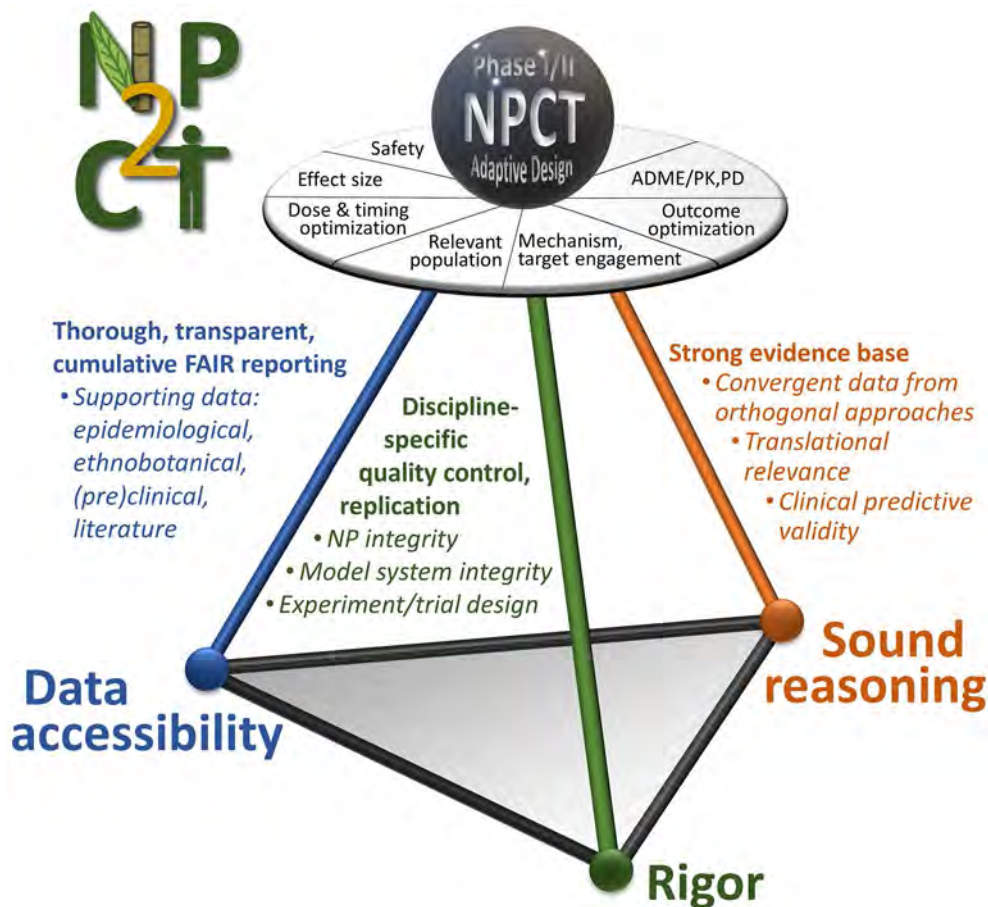 N P
2
C T
Phase I/II
NPCT
Adaptive Design
Safety
Effect size
Dose & timing
optimization
Relevant
population
Mechanism,
target engagement
Outcome
optimization
ADME/PK,PD
Thorough, transparent,
cumulative FAIR reporting
• Supporting data:
epidemiological,
ethnobotanical,
(pre)clinical,
literature
Discipline-
specific
quality control,
replication
• NP integrity
• Model system integrity
• Experiment/trial design
Strong evidence base
• Convergent data from
orthogonal approaches
• Translational
relevance
• Clinical predictive
validity
Data
accessibility
Sound
reasoning
Rigor